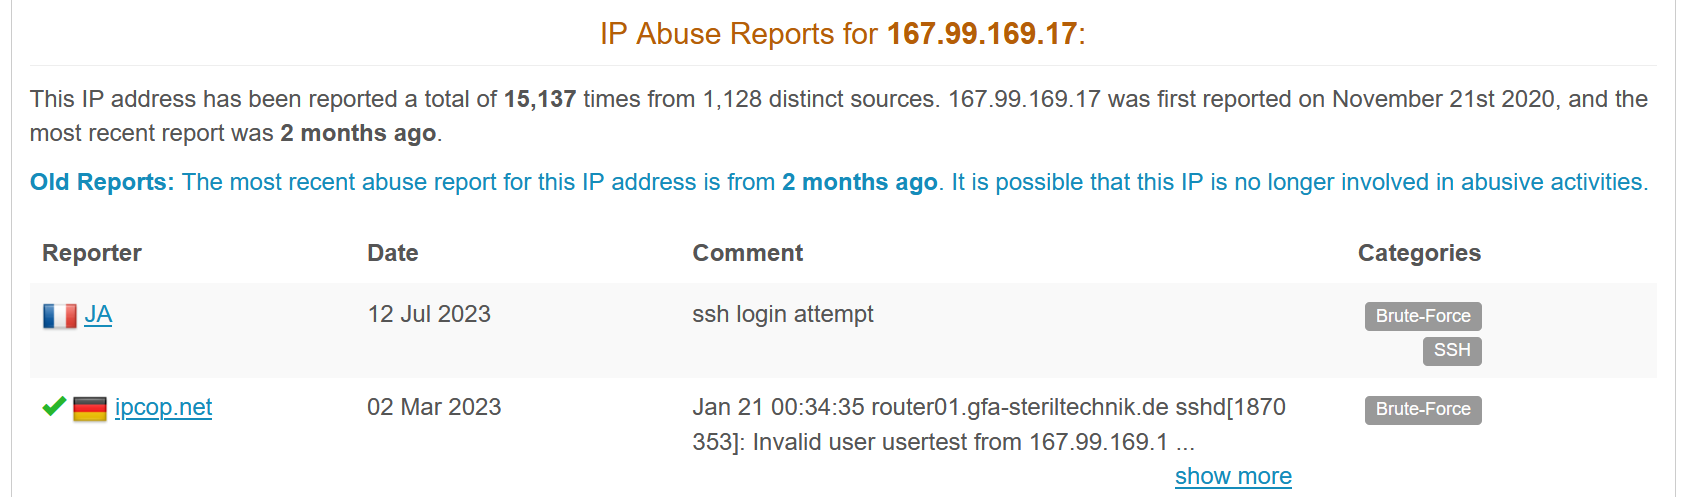 IP Abuse Reports for 167.99.169.17:
This IP address has been reported a total of 15,137 times from 1,128 distinct sources. 167.99.169.17 was first reported on November 21st 2020, and the
most recent report was 2 months ago.
Old Reports: The most recent abuse report for this IP address is from 2 months ago. It is possible that this IP is no longer involved in abusive activities.
Reporter Date Comment Categories
JA 12 Jul 2023 ssh login attempt Brute-Force
SSH
ipcop.net 02 Mar 2023 Jan 21 00:34:35 router01.gfa-steriltechnik.de sshd[1870 Brute-Force
353]: Invalid user usertest from 167.99.169.1 ...
show more